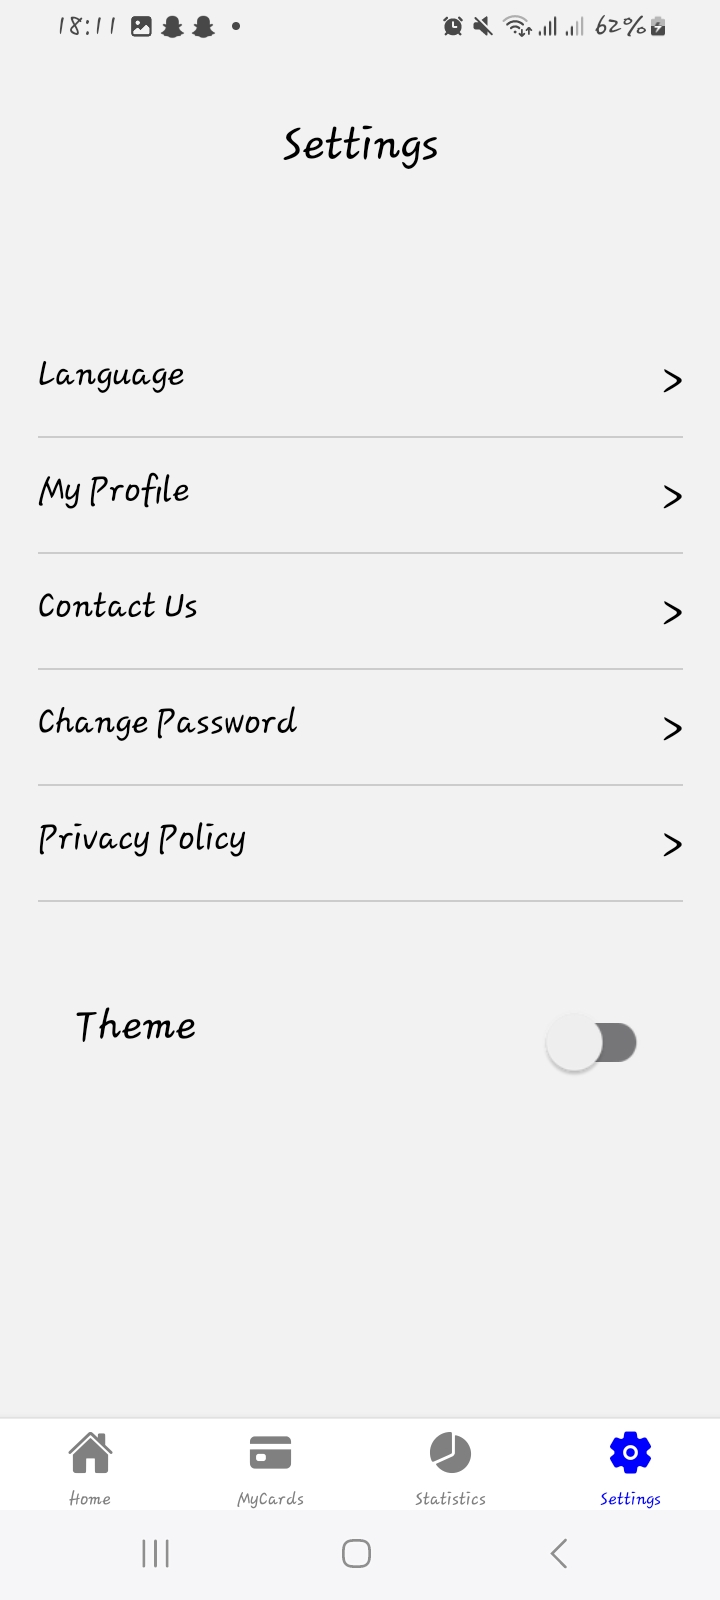 18:11 62%
Settings
Language >
My Profile >
Contact Us >
Change Password >
Privacy Policy >
Theme
Home MyCards Statistics Settings